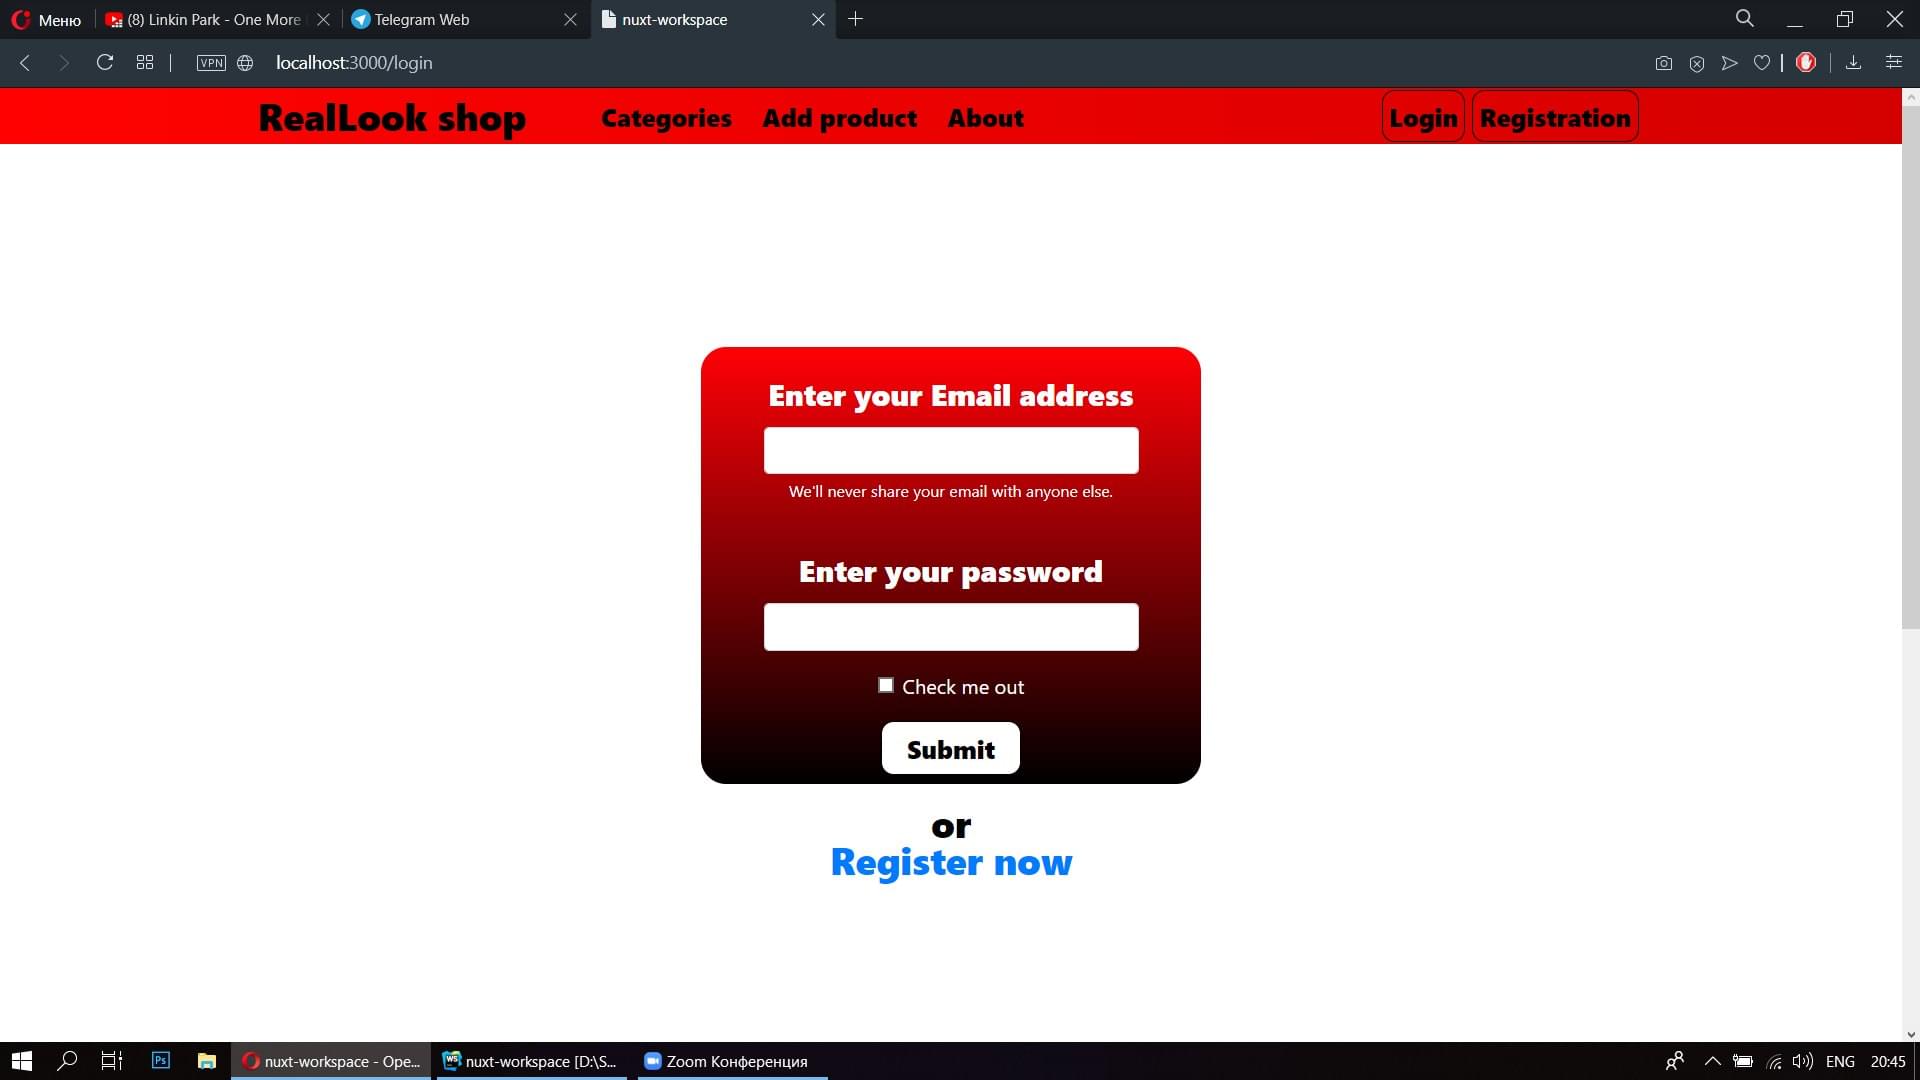 Меню
(8) Linkin Park - One More
Telegram Web
nuxt-workspace
VPN
localhost:3000/login
RealLook shop
Categories
Add product
About
Login
Registration
Enter your Email address
We'll never share your email with anyone else.
Enter your password
Check me out
Submit
or
Register now
Ps
nuxt-workspace - Ope...
WS
nuxt-workspace [D:\S...
Zoom Конференция
ENG
20:45